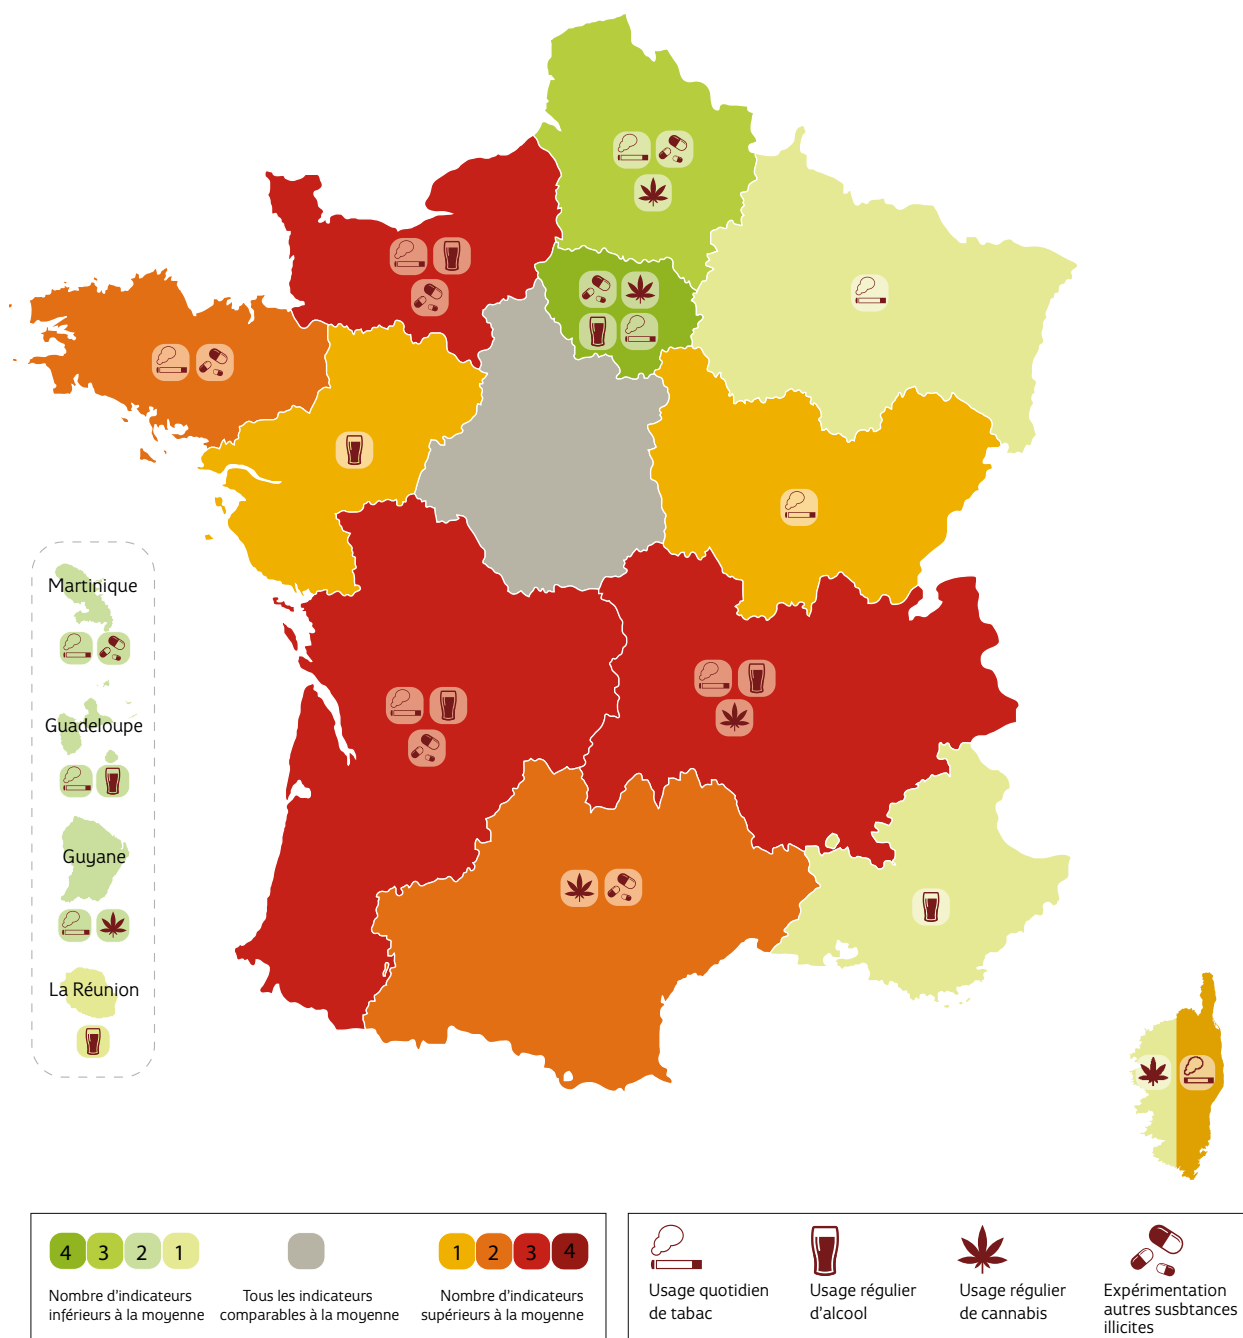 Martinique
Guadeloupe
Guyane
La Réunion
4 3 2 1
Nombre d'indicateurs
inférieurs à la moyenne
Tous les indicateurs
comparables à la moyenne
1 2 3 4
Nombre d'indicateurs
supérieurs à la moyenne
Usage quotidien
de tabac
Usage régulier
d'alcool
Usage régulier
de cannabis
Expérimentation
autres susbtances
illicites